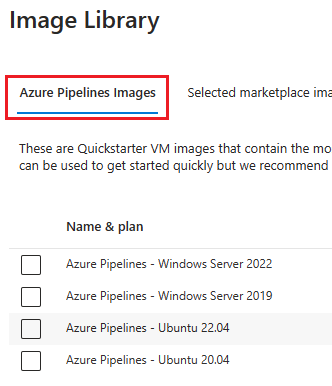 Image Library
Azure Pipelines Images
Selected marketplace
These are Quickstarter VM images that contain the
can be used to get started quickly but we recommend
Name & plan
Azure Pipelines - Windows Server 2022
Azure Pipelines - Windows Server 2019
Azure Pipelines - Ubuntu 22.04
Azure Pipelines - Ubuntu 20.04